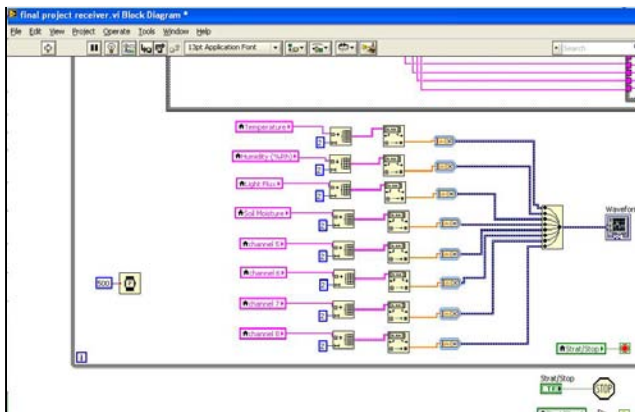 final project receiver.vi Block Diagram *
File Edit View Project Operate Tools Window Help
13pt Application Font
Search
Temperature
Humidity (%Rh)
Light Flux
Soil Moisture
channel 5
channel 6
channel 7
channel 8
Waveform
500
i
Strat/Stop
Strat/Stop
TF
STOP